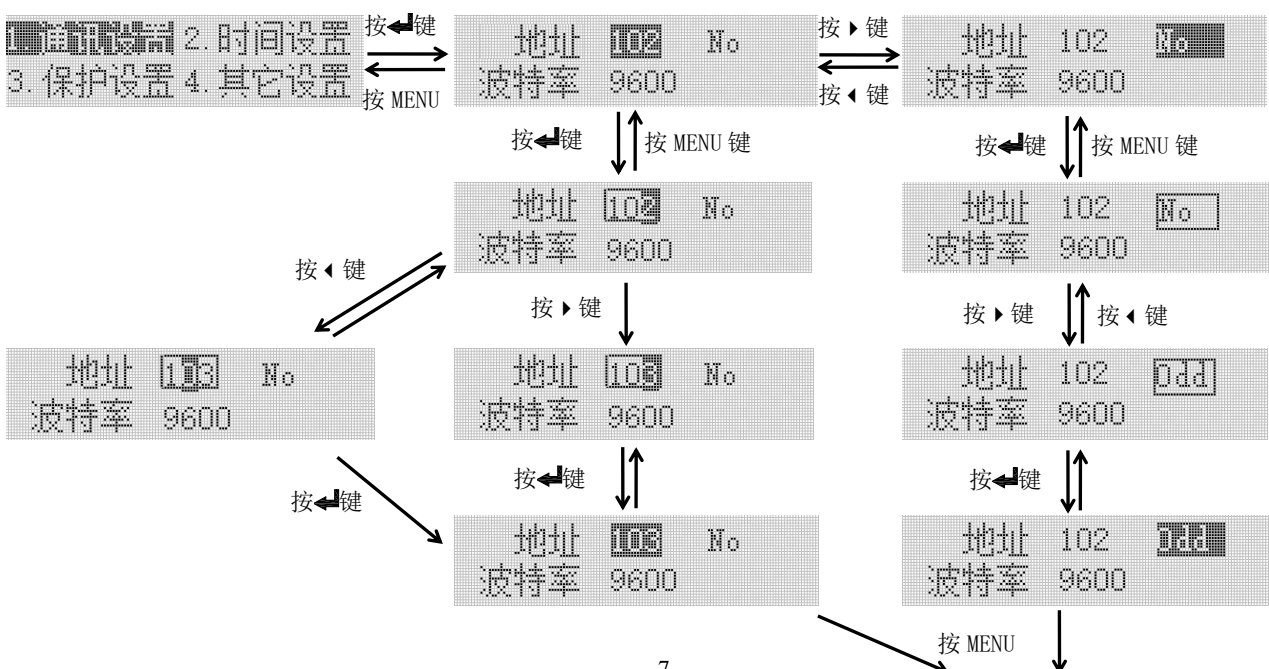 1.通讯设置 2.时间设置
3.保护设置 4.其它设置
按键
按 MENU
地址 102 No
波特率 9600
按 键
按 键
地址 102 No
波特率 9600
按键
按 MENU 键
按键
按 MENU 键
地址 102 No
波特率 9600
地址 102 No
波特率 9600
按 键
按 键
按 键
按 键
地址 103 No
波特率 9600
地址 103 No
波特率 9600
地址 102 Odd
波特率 9600
按键
按键
按键
地址 103 No
波特率 9600
地址 102 Odd
波特率 9600
按 MENU
7